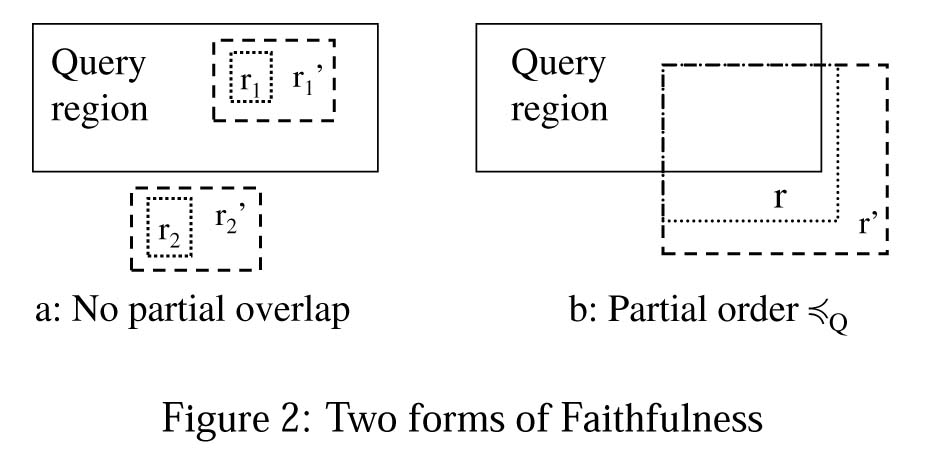 Query
region
r₁ r₁’
r₂ r₂’
a: No partial overlap
Query
region
r
r’
b: Partial order ≼Q
Figure 2: Two forms of Faithfulness